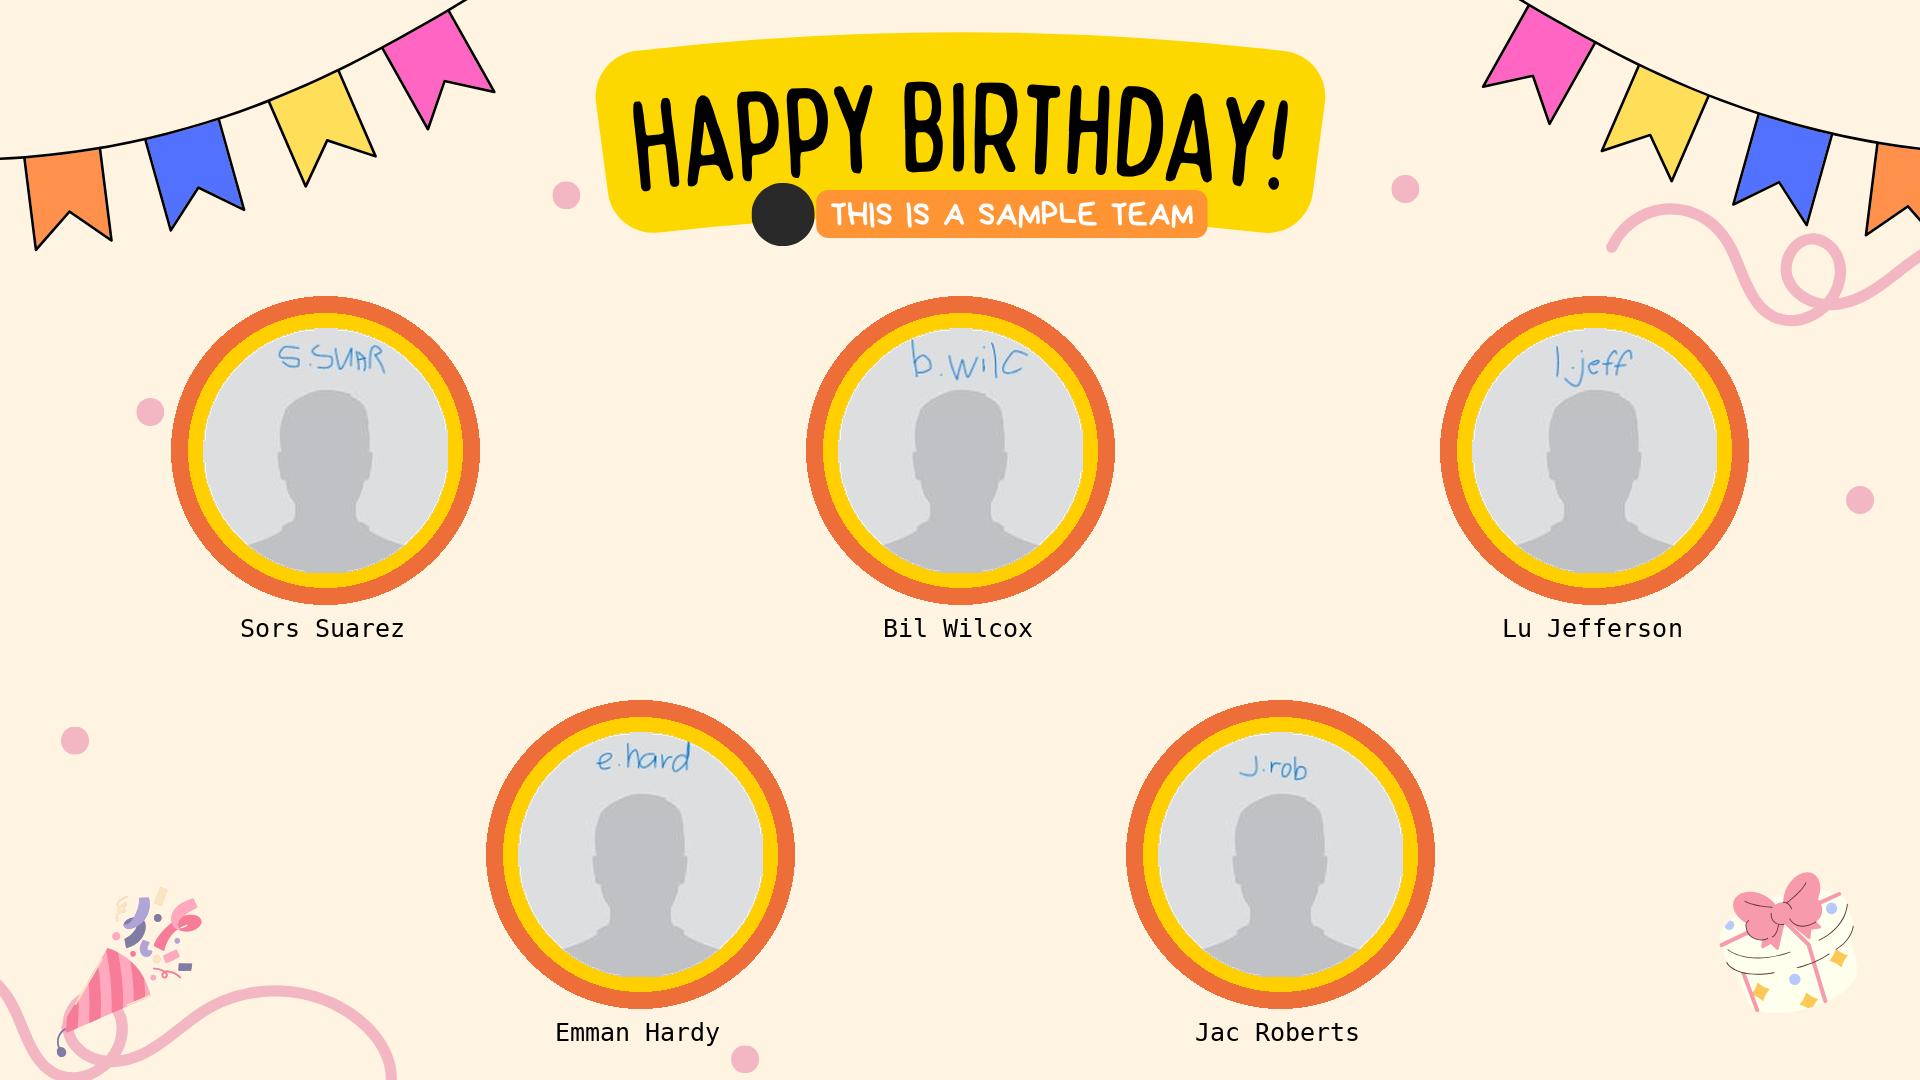 HAPPY BIRTHDAY!
THIS IS A SAMPLE TEAM
S.SUAR
b.wilc
l.jeff
Sors Suarez
Bil Wilcox
Lu Jefferson
e.hard
J.rob
Emman Hardy
Jac Roberts